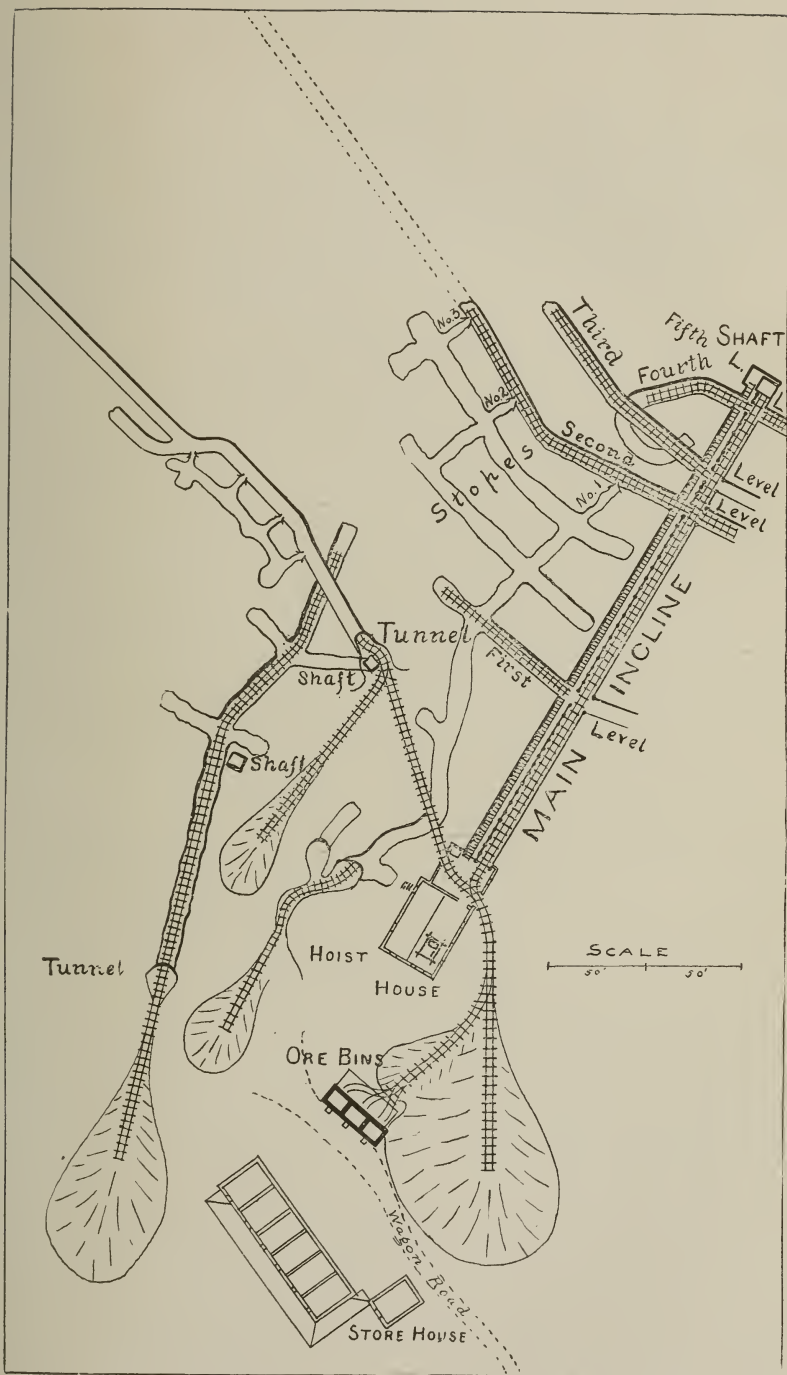 No.3
Third
Fifth SHAFT
L.
L
Fourth
No.2
Second
Stopes
No.1
Level
Level
Tunnel
Shaft
First
MAIN INCLINE
Level
Shaft
Tunnel
HOIST
HOUSE
SCALE
50' 50'
ORE BINS
Wagon Road
STORE HOUSE